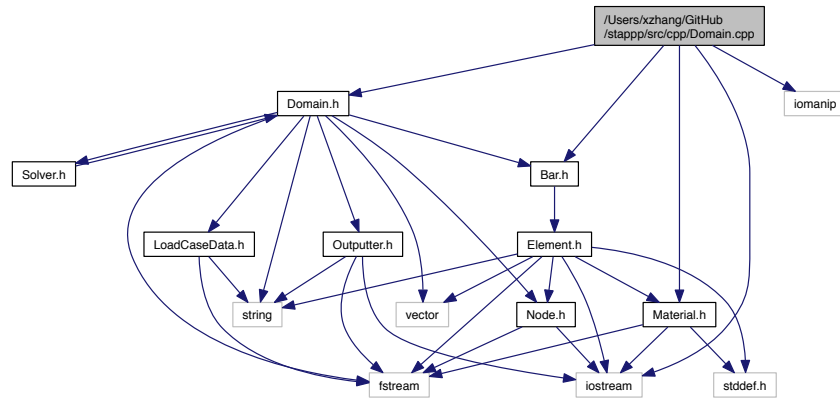 /Users/xzhang/GitHub
/stappp/src/cpp/Domain.cpp
Domain.h
iomanip
Solver.h
Bar.h
LoadCaseData.h
Outputter.h
Element.h
string
vector
Node.h
Material.h
fstream
iostream
stddef.h